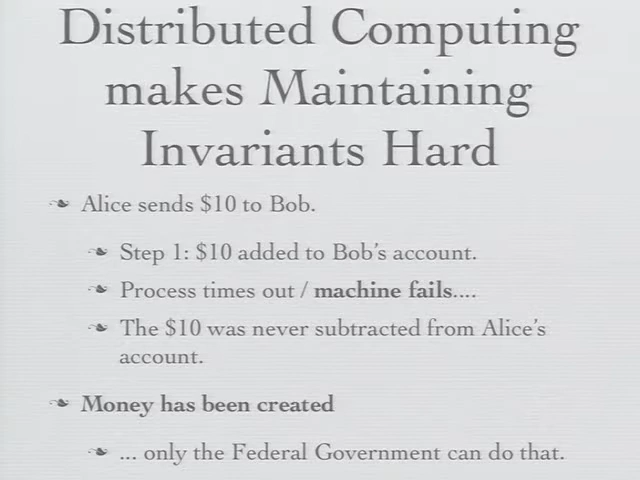 Distributed Computing
makes Maintaining
Invariants Hard
Alice sends $10 to Bob.
Step 1: $10 added to Bob's account.
Process times out / machine fails....
The $10 was never subtracted from Alice's
account.
Money has been created
... only the Federal Government can do that.